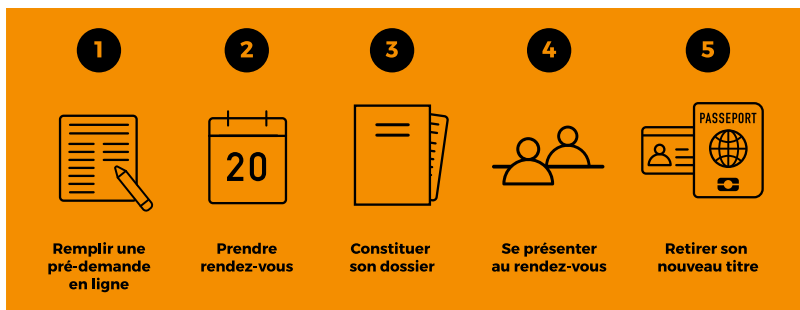 1
2
3
4
5
20
PASSEPORT
Remplir une
pré-demande
en ligne
Prendre
rendez-vous
Constituer
son dossier
Se présenter
au rendez-vous
Retirer son
nouveau titre